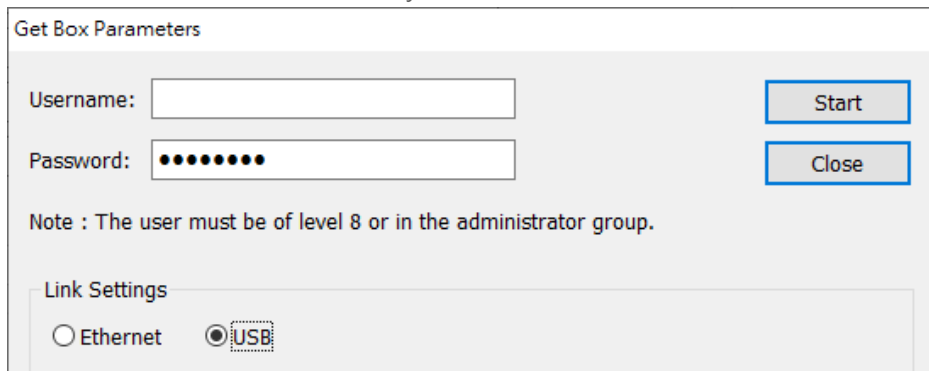 Get Box Parameters
Username:
Start
Password: ●●●●●●●●
Close
Note : The user must be of level 8 or in the administrator group.
Link Settings
Ethernet USB